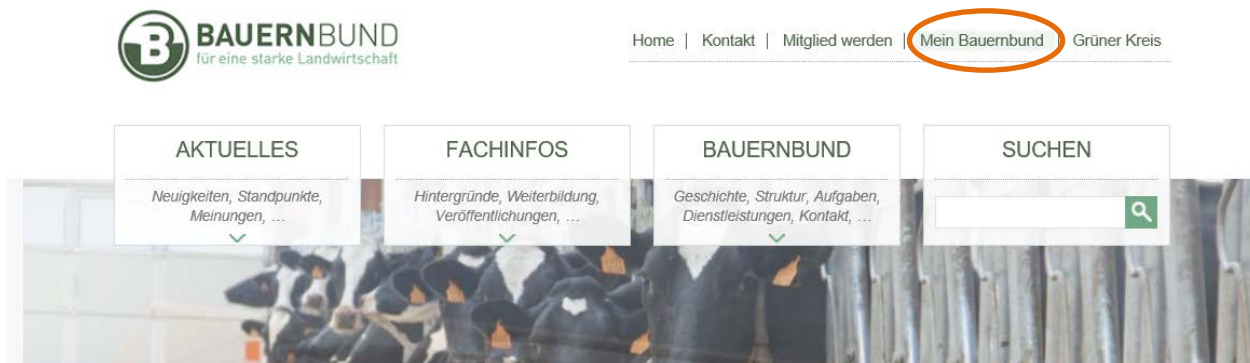 BAUERNBUND
für eine starke Landwirtschaft
Home | Kontakt | Mitglied werden | Mein Bauernbund | Grüner Kreis
AKTUELLES
Neuigkeiten, Standpunkte,
Meinungen, ...
FACHINFOS
Hintergründe, Weiterbildung,
Veröffentlichungen, ...
BAUERNBUND
Geschichte, Struktur, Aufgaben,
Dienstleistungen, Kontakt, ...
SUCHEN